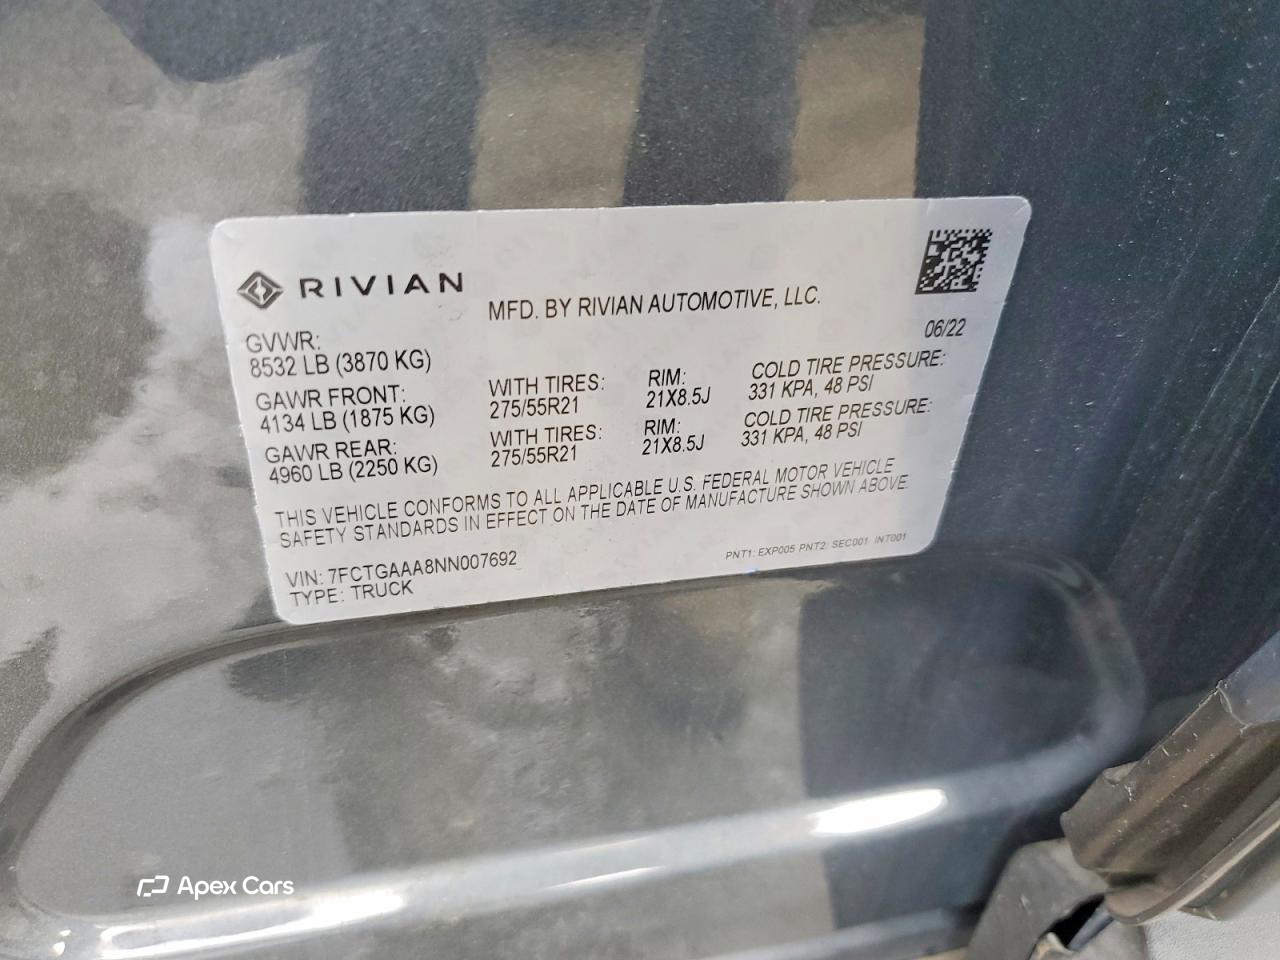 RIVIAN
MFD. BY RIVIAN AUTOMOTIVE, LLC.
06/22
GVWR:
8532 LB (3870 KG)
GAWR FRONT:
4134 LB (1875 KG)
WITH TIRES:
275/55R21
RIM:
21X8.5J
COLD TIRE PRESSURE:
331 KPA, 48 PSI
GAWR REAR:
4960 LB (2250 KG)
WITH TIRES:
275/55R21
RIM:
21X8.5J
COLD TIRE PRESSURE:
331 KPA, 48 PSI
THIS VEHICLE CONFORMS TO ALL APPLICABLE U.S. FEDERAL MOTOR VEHICLE
SAFETY STANDARDS IN EFFECT ON THE DATE OF MANUFACTURE SHOWN ABOVE.
VIN: 7FCTGAAA8NN007692
TYPE: TRUCK
PNT1: EXP005 PNT2: SEC001 INT001
Apex Cars